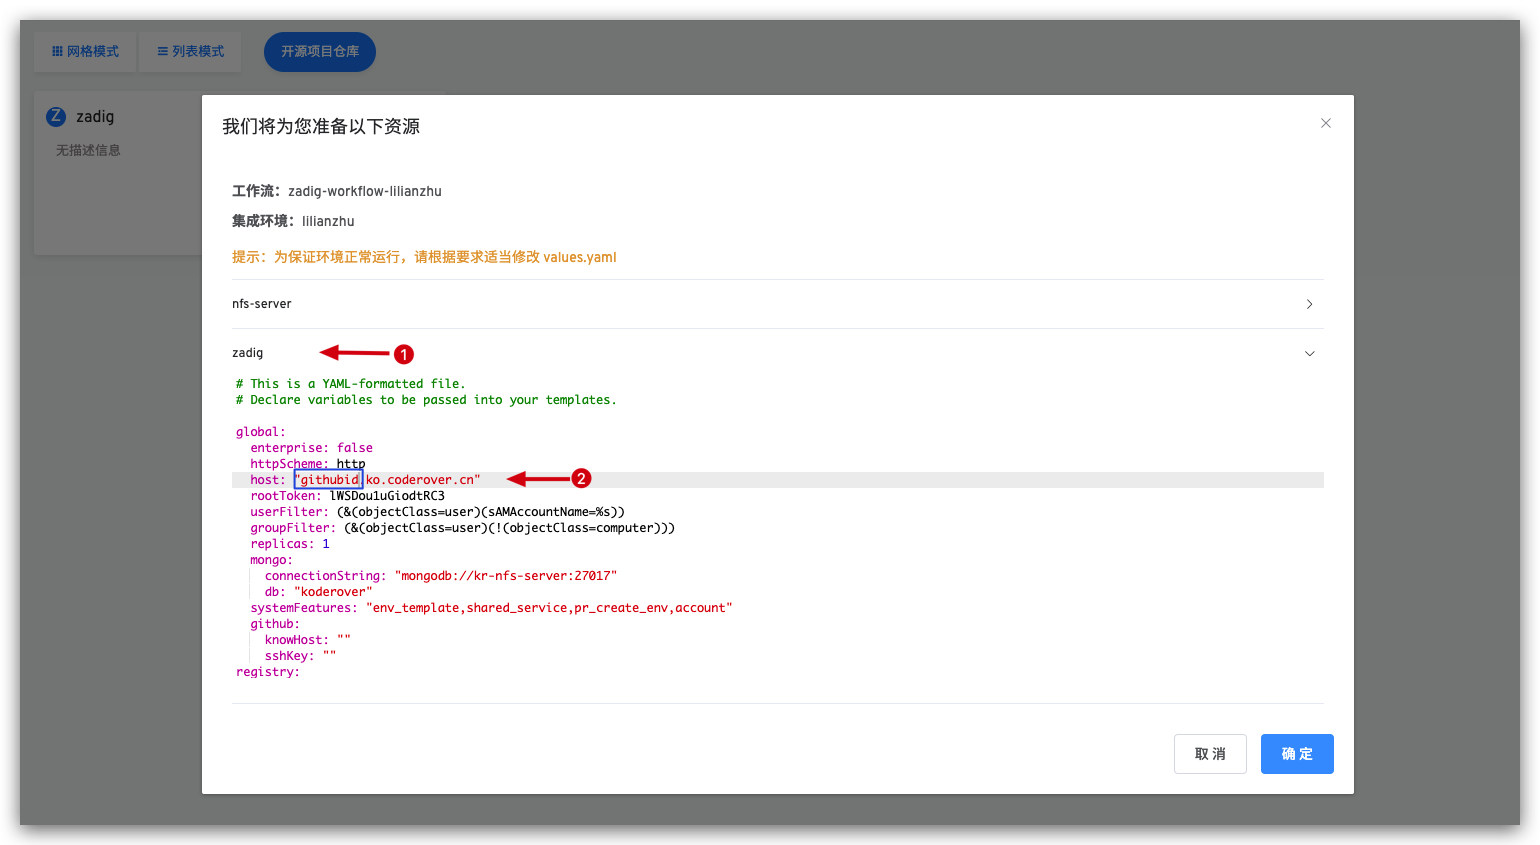 网格模式
列表模式
开源项目仓库
Z zadig
无描述信息
我们将为您准备以下资源
工作流：zadig-workflow-lilianzhu
集成环境：lilianzhu
提示：为保证环境正常运行，请根据要求适当修改 values.yaml
nfs-server
zadig
1
# This is a YAML-formatted file.
# Declare variables to be passed into your templates.
global:
enterprise: false
httpScheme: http
host: "githubid.ko.coderover.cn"
2
rootToken: lWSDou1uGiodtRC3
userFilter: (&(objectClass=user)(sAMAccountName=%s))
groupFilter: (&(objectClass=user)(!(objectClass=computer)))
replicas: 1
mongo:
connectionString: "mongodb://kr-nfs-server:27017"
db: "koderover"
systemFeatures: "env_template,shared_service,pr_create_env,account"
github:
knowHost: ""
sshKey: ""
registry:
取 消
确 定